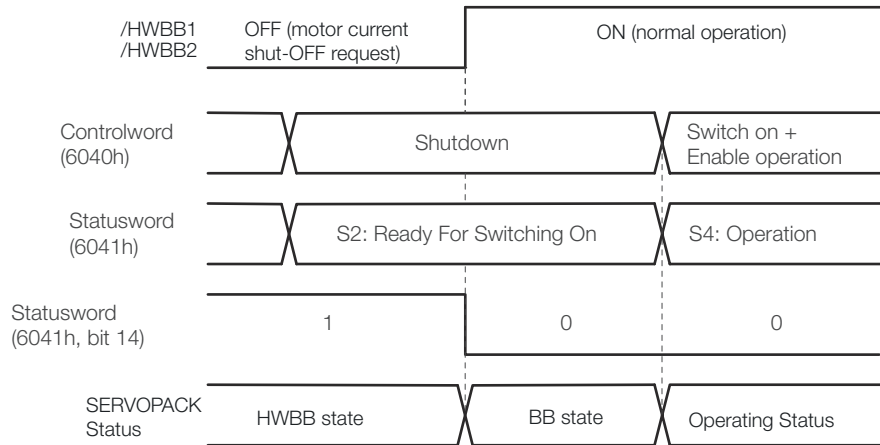 /HWBB1
/HWBB2
OFF (motor current
shut-OFF request)
ON (normal operation)
Controlword
(6040h)
Shutdown
Switch on +
Enable operation
Statusword
(6041h)
S2: Ready For Switching On
S4: Operation
Statusword
(6041h, bit 14)
1
0
0
SERVOPACK
Status
HWBB state
BB state
Operating Status